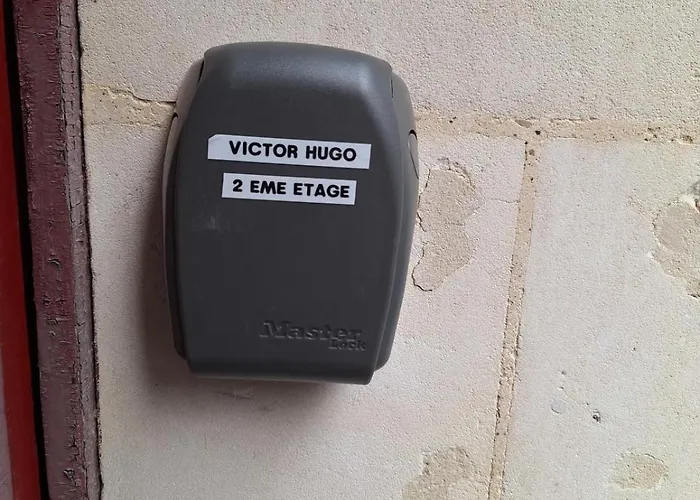 VICTOR HUGO
2 EME ETAGE
Master
Lock